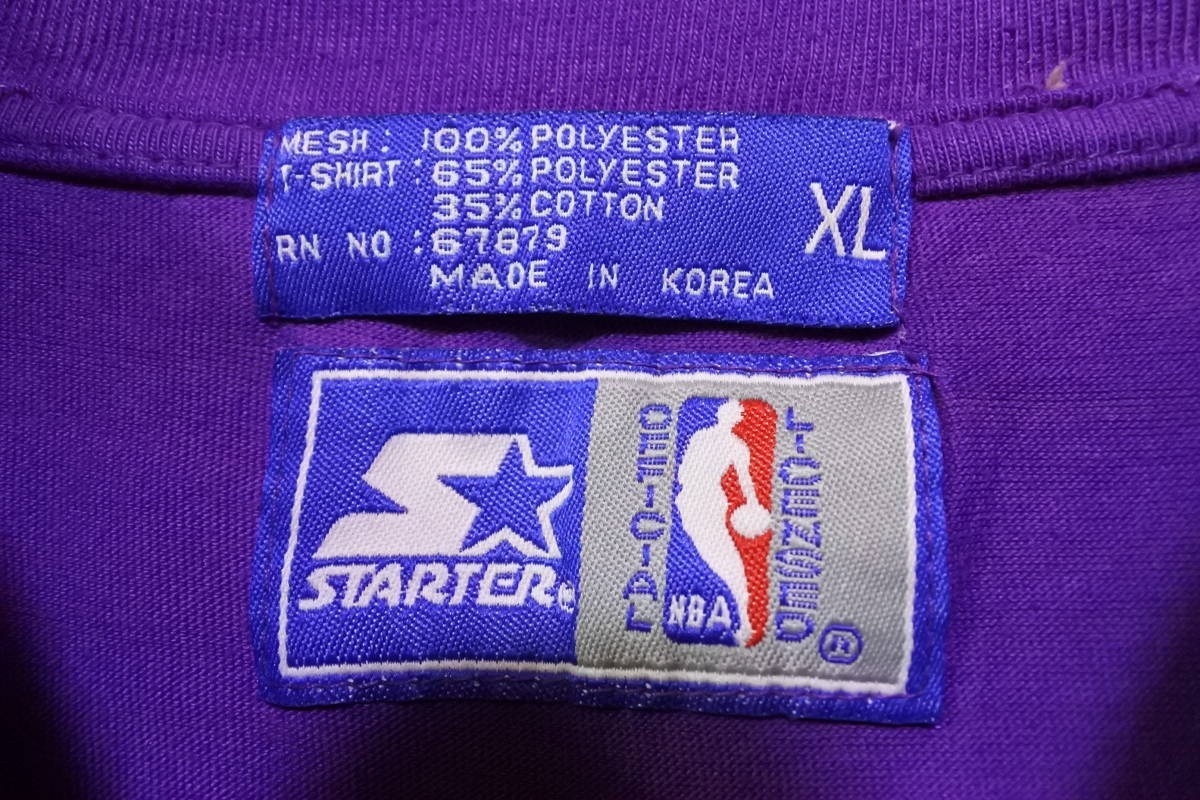 MESH : 100% POLYESTER
T-SHIRT : 65% POLYESTER
35% COTTON
RN NO : 67879
MADE IN KOREA
XL
STARTER®
OFFICIAL
NBA
LICENSED
®